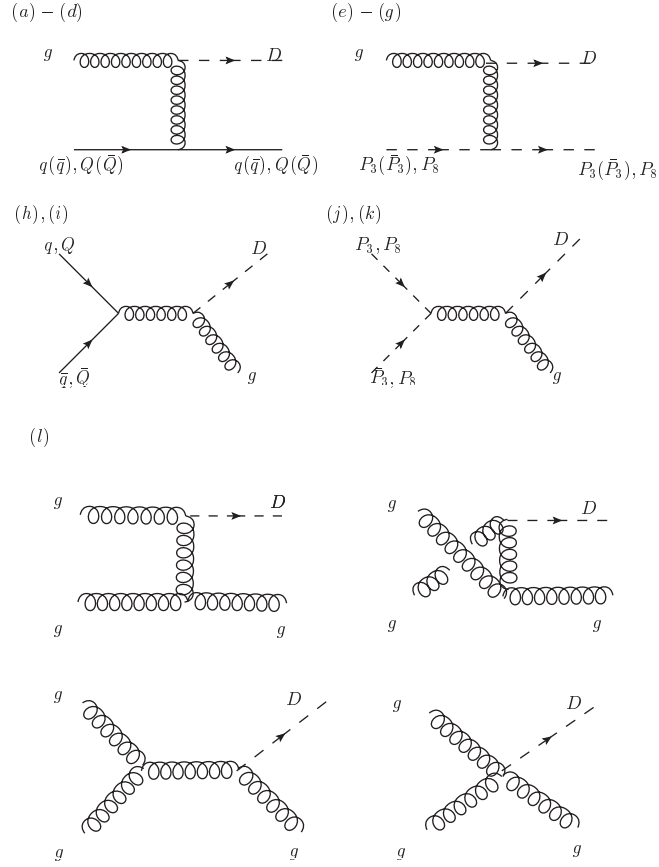 (a) − (d)
(e) − (g)
g
D
g
D
q(q̄), Q(Q̄)
q(q̄), Q(Q̄)
P₃(P̄₃), P₈
P₃(P̄₃), P₈
(h), (i)
(j), (k)
q, Q
D
P₃, P₈
D
q̄, Q̄
g
P̄₃, P₈
g
(l)
g
D
g
D
g
g
g
g
g
D
g
D
g
g
g
g